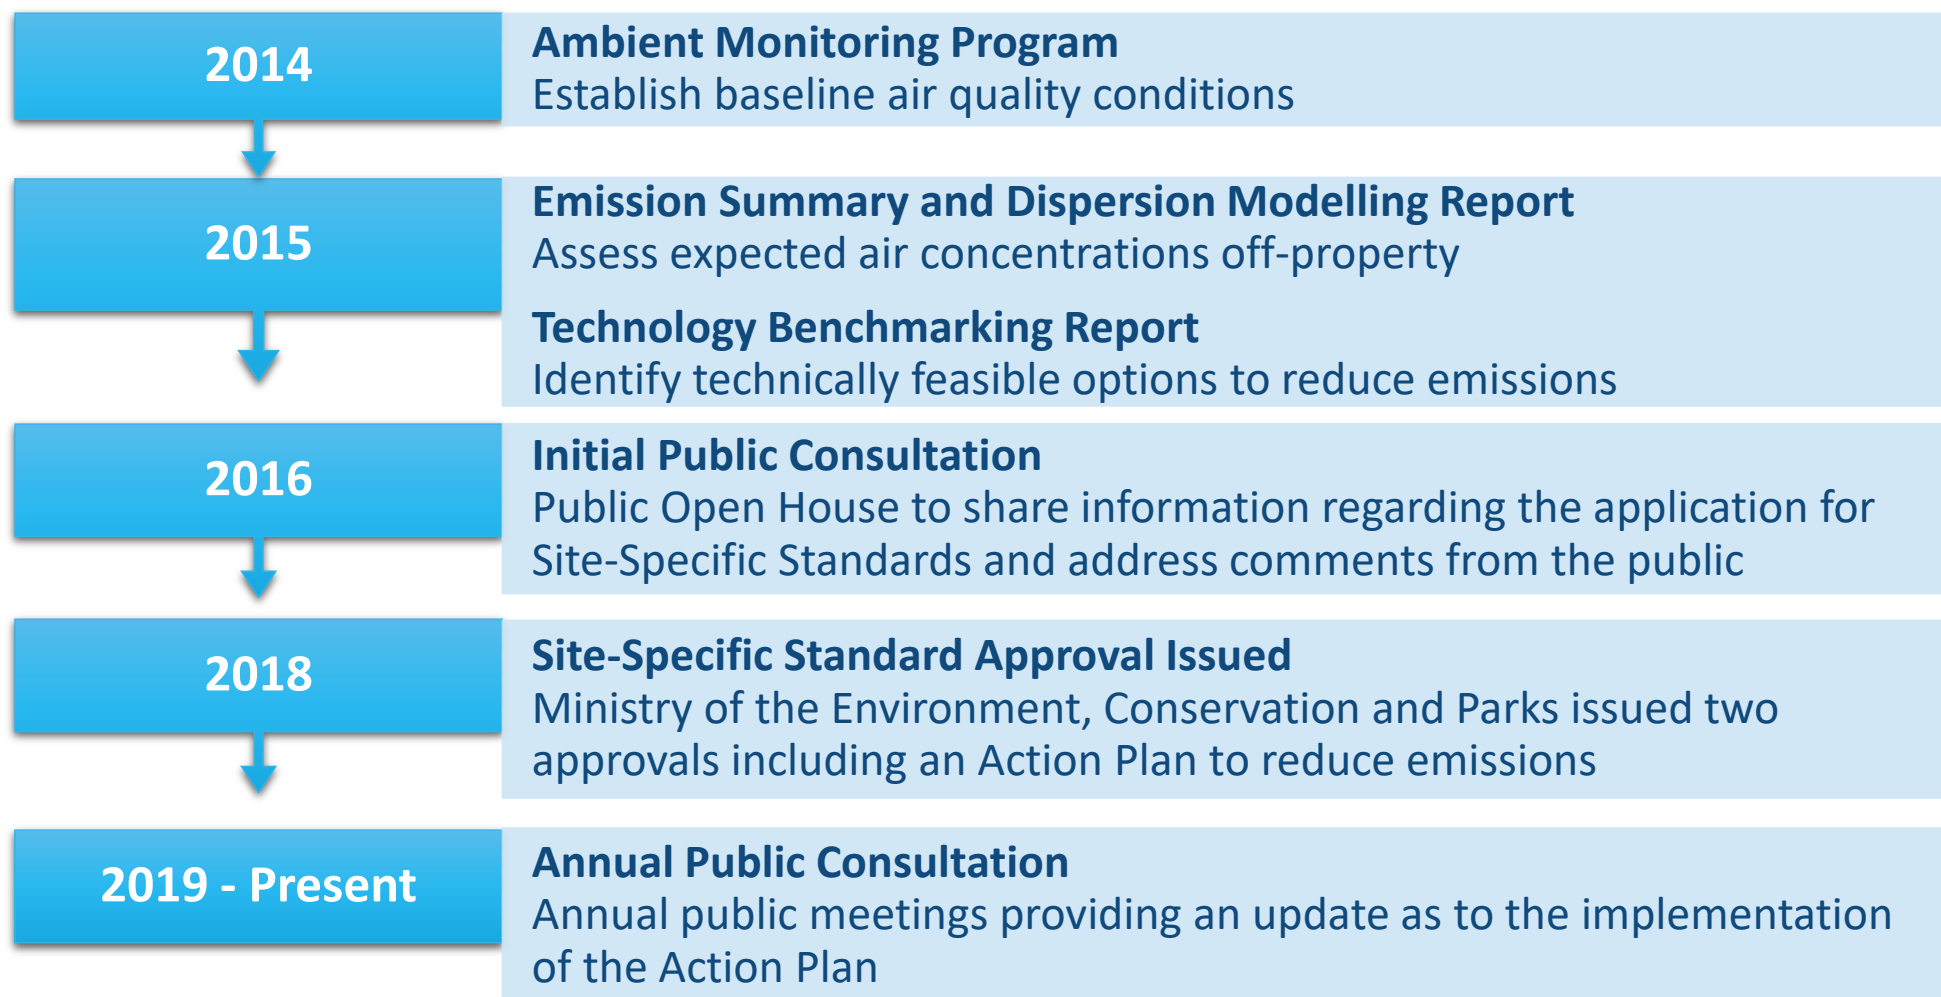 2014
Ambient Monitoring Program
Establish baseline air quality conditions
2015
Emission Summary and Dispersion Modelling Report
Assess expected air concentrations off-property
Technology Benchmarking Report
Identify technically feasible options to reduce emissions
2016
Initial Public Consultation
Public Open House to share information regarding the application for
Site-Specific Standards and address comments from the public
2018
Site-Specific Standard Approval Issued
Ministry of the Environment, Conservation and Parks issued two
approvals including an Action Plan to reduce emissions
2019 - Present
Annual Public Consultation
Annual public meetings providing an update as to the implementation
of the Action Plan